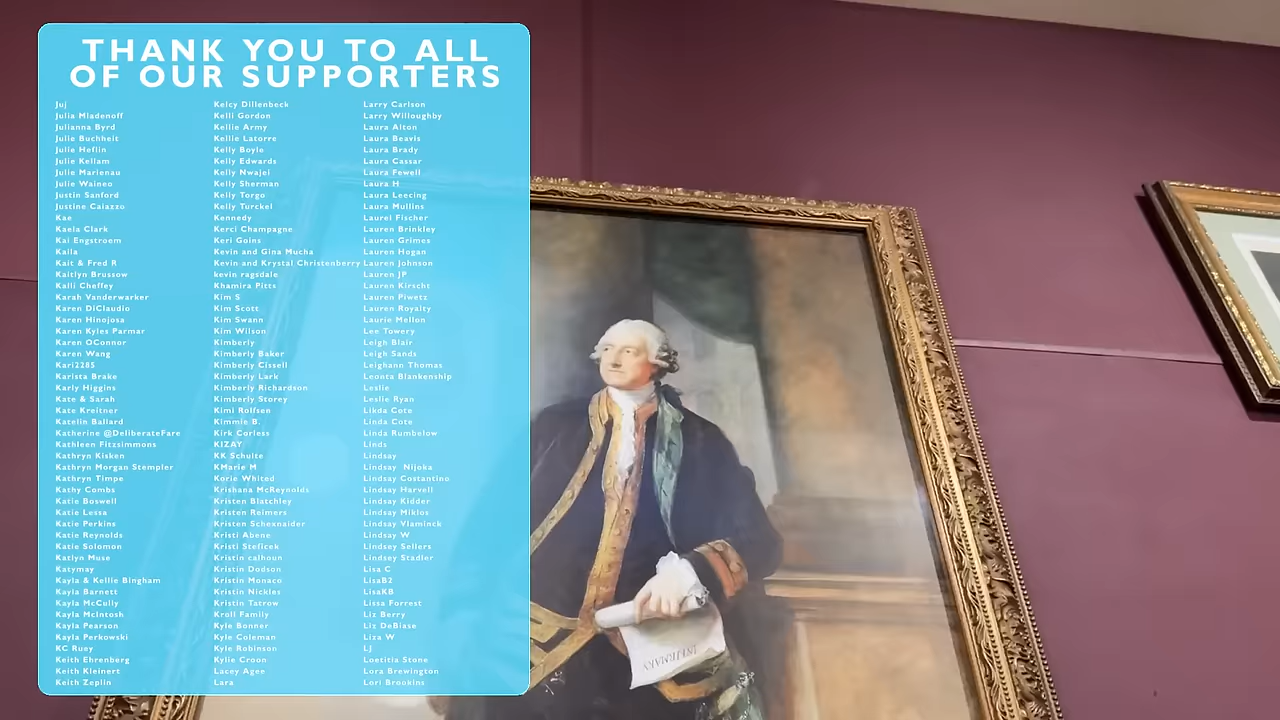 THANK YOU TO ALL
OF OUR SUPPORTERS
Juj
Julia Mladenoff
Julianna Byrd
Julie Buchheit
Julie Heflin
Julie Kellam
Julie Marienau
Julie Waineo
Justin Sanford
Justine Caiazzo
Kae
Kaela Clark
Kai Engstroem
Kaila
Kait & Fred R
Kaitlyn Brussow
Kalli Cheffey
Karah Vanderwarker
Karen DiClaudio
Karen Hinojosa
Karen Kyles Parmar
Karen OConnor
Karen Wang
Kari2285
Karista Brake
Karly Higgins
Kate & Sarah
Kate Kreitner
Katelin Ballard
Katherine @DeliberateFare
Kathleen Fitzsimmons
Kathryn Kisken
Kathryn Morgan Stempler
Kathryn Timpe
Kathy Combs
Katie Boswell
Katie Lessa
Katie Perkins
Katie Reynolds
Katie Solomon
Katlyn Muse
Katymay
Kayla & Kellie Bingham
Kayla Barnett
Kayla McCully
Kayla McIntosh
Kayla Pearson
Kayla Perkowski
KC Ruey
Keith Ehrenberg
Keith Kleinert
Keith Zeplin
Kelcy Dillenbeck
Kelli Gordon
Kellie Army
Kellie Latorre
Kelly Boyle
Kelly Edwards
Kelly Nwajei
Kelly Sherman
Kelly Torgo
Kelly Turckel
Kennedy
Kerci Champagne
Keri Goins
Kevin and Gina Mucha
Kevin and Krystal Christenberry
kevin ragsdale
Khamira Pitts
Kim S
Kim Scott
Kim Swann
Kim Wilson
Kimberly
Kimberly Baker
Kimberly Cissell
Kimberly Lark
Kimberly Richardson
Kimberly Storey
Kimi Rolfsen
Kimmie B.
Kirk Corless
KIZAY
KK Schulte
KMarie M
Korie Whited
Krishana McReynolds
Kristen Blatchley
Kristen Reimers
Kristen Schexnaider
Kristi Abene
Kristi Steficek
Kristin calhoun
Kristin Dodson
Kristin Monaco
Kristin Nickles
Kristin Tatrow
Kroll Family
Kyle Bonner
Kyle Coleman
Kyle Robinson
Kylie Croon
Lacey Agee
Lara
Larry Carlson
Larry Willoughby
Laura Alton
Laura Beavis
Laura Brady
Laura Cassar
Laura Fewell
Laura H
Laura Leecing
Laura Mullins
Laurel Fischer
Lauren Brinkley
Lauren Grimes
Lauren Hogan
Lauren Johnson
Lauren JP
Lauren Kirscht
Lauren Piwetz
Lauren Royalty
Laurie Mellon
Lee Towery
Leigh Blair
Leigh Sands
Leighann Thomas
Leonta Blankenship
Leslie
Leslie Ryan
Likda Cote
Linda Cote
Linda Rumbelow
Linds
Lindsay
Lindsay Nijoka
Lindsay Costantino
Lindsay Harvell
Lindsay Kidder
Lindsay Miklos
Lindsay Vlaminck
Lindsay W
Lindsey Sellers
Lindsey Stadler
Lisa C
LisaB2
LisaKB
Lissa Forrest
Liz Berry
Liz DeBiase
Liza W
LJ
Loetitia Stone
Lora Brewington
Lori Brookins
INFIRMARY